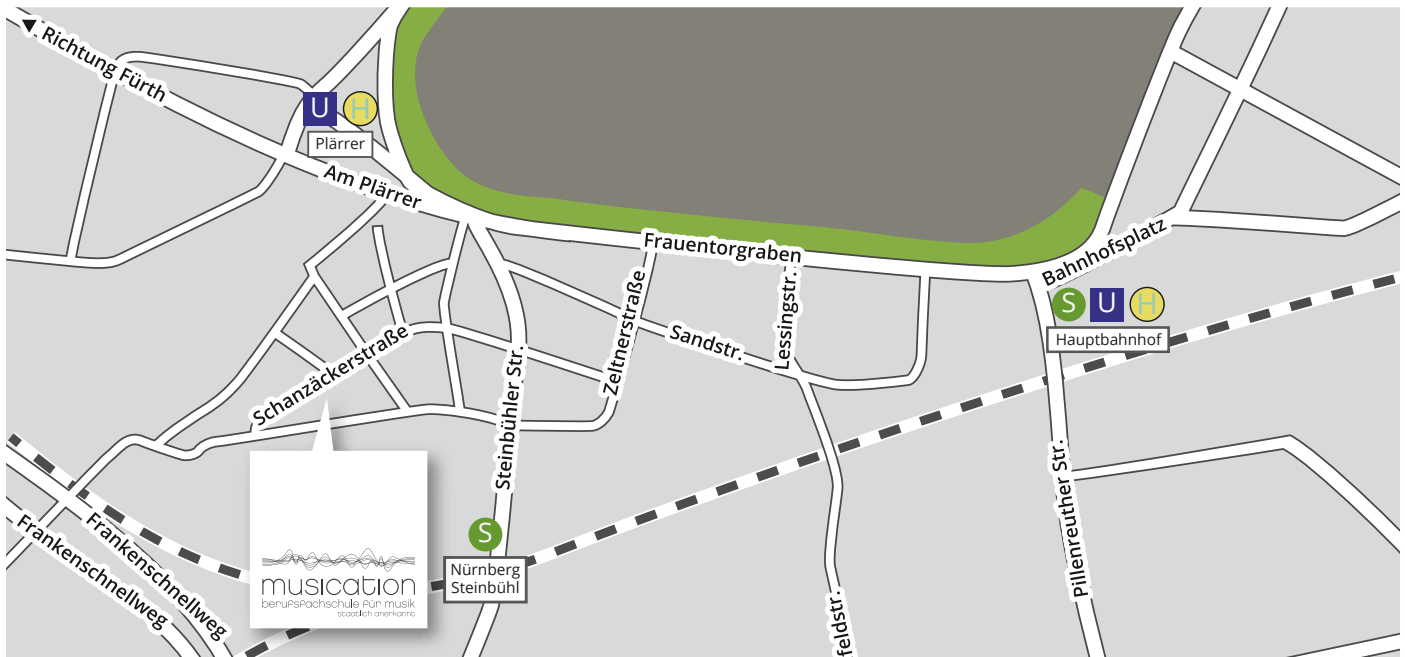 Richtung Fürth
U
H
Plärrer
Am Plärrer
Frauentorgraben
Bahnhofsplatz
S
U
H
Hauptbahnhof
Zeltnerstraße
Lessingstr.
Sandstr.
Schanzäckerstraße
Steinbühler Str.
Pillenreuther Str.
S
Nürnberg
Steinbühl
Frankenschnellweg
Frankenschnellweg
musication
berufsfachschule für musik
staatlich anerkannt
feldstr.